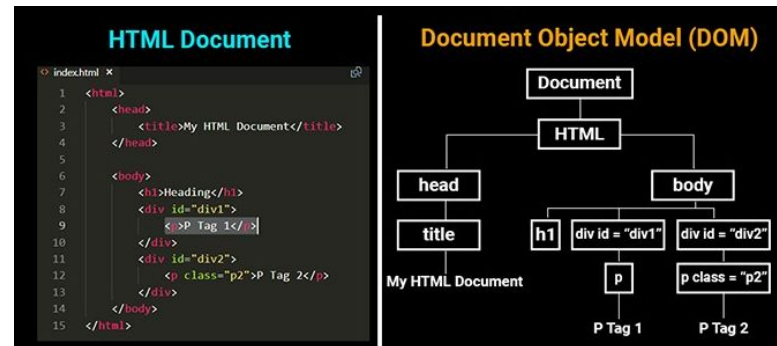 HTML Document
index.html ×
1 <html>
2 <head>
3 <title>My HTML Document</title>
4 </head>
5
6 <body>
7 <h1>Heading</h1>
8 <div id="div1">
9 <p>P Tag 1</p>
10 </div>
11 <div id="div2">
12 <p class="p2">P Tag 2</p>
13 </div>
14 </body>
15 </html>
Document Object Model (DOM)
Document
HTML
head body
title h1 div id = “div1” div id = “div2”
My HTML Document p p class = “p2”
P Tag 1 P Tag 2